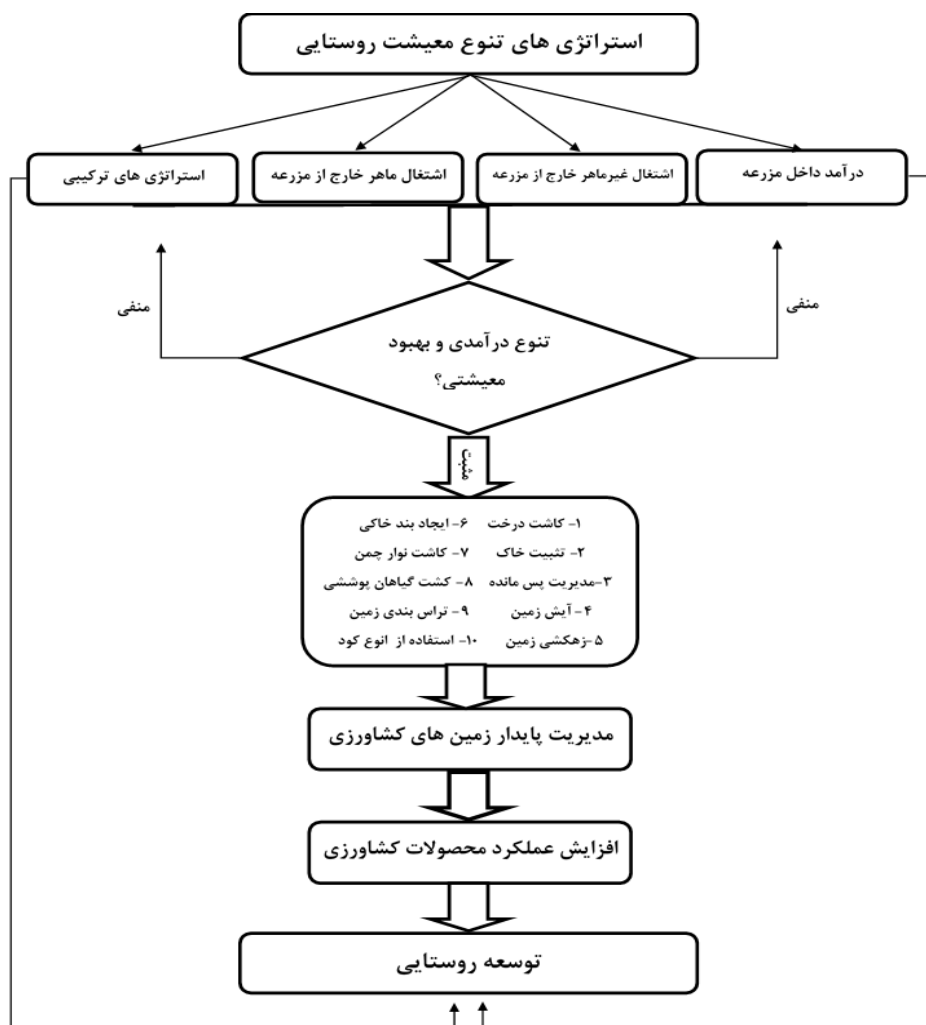 استراتژی های تنوع معیشت روستایی
درآمد داخل مزرعه
اشتغال غیرماهر خارج از مزرعه
اشتغال ماهر خارج از مزرعه
استراتژی های ترکیبی
منفی
منفی
تنوع درآمدی و بهبود
معیشتی؟
مثبت
۱- کاشت درخت ۶- ایجاد بند خاکی
۲- تثبیت خاک ۷- کاشت نوار چمن
۳-مدیریت پس مانده ۸- کشت گیاهان پوششی
۴- آیش زمین ۹- تراس بندی زمین
۵-زهکشی زمین ۱۰- استفاده از انوع کود
مدیریت پایدار زمین های کشاورزی
افزایش عملکرد محصولات کشاورزی
توسعه روستایی